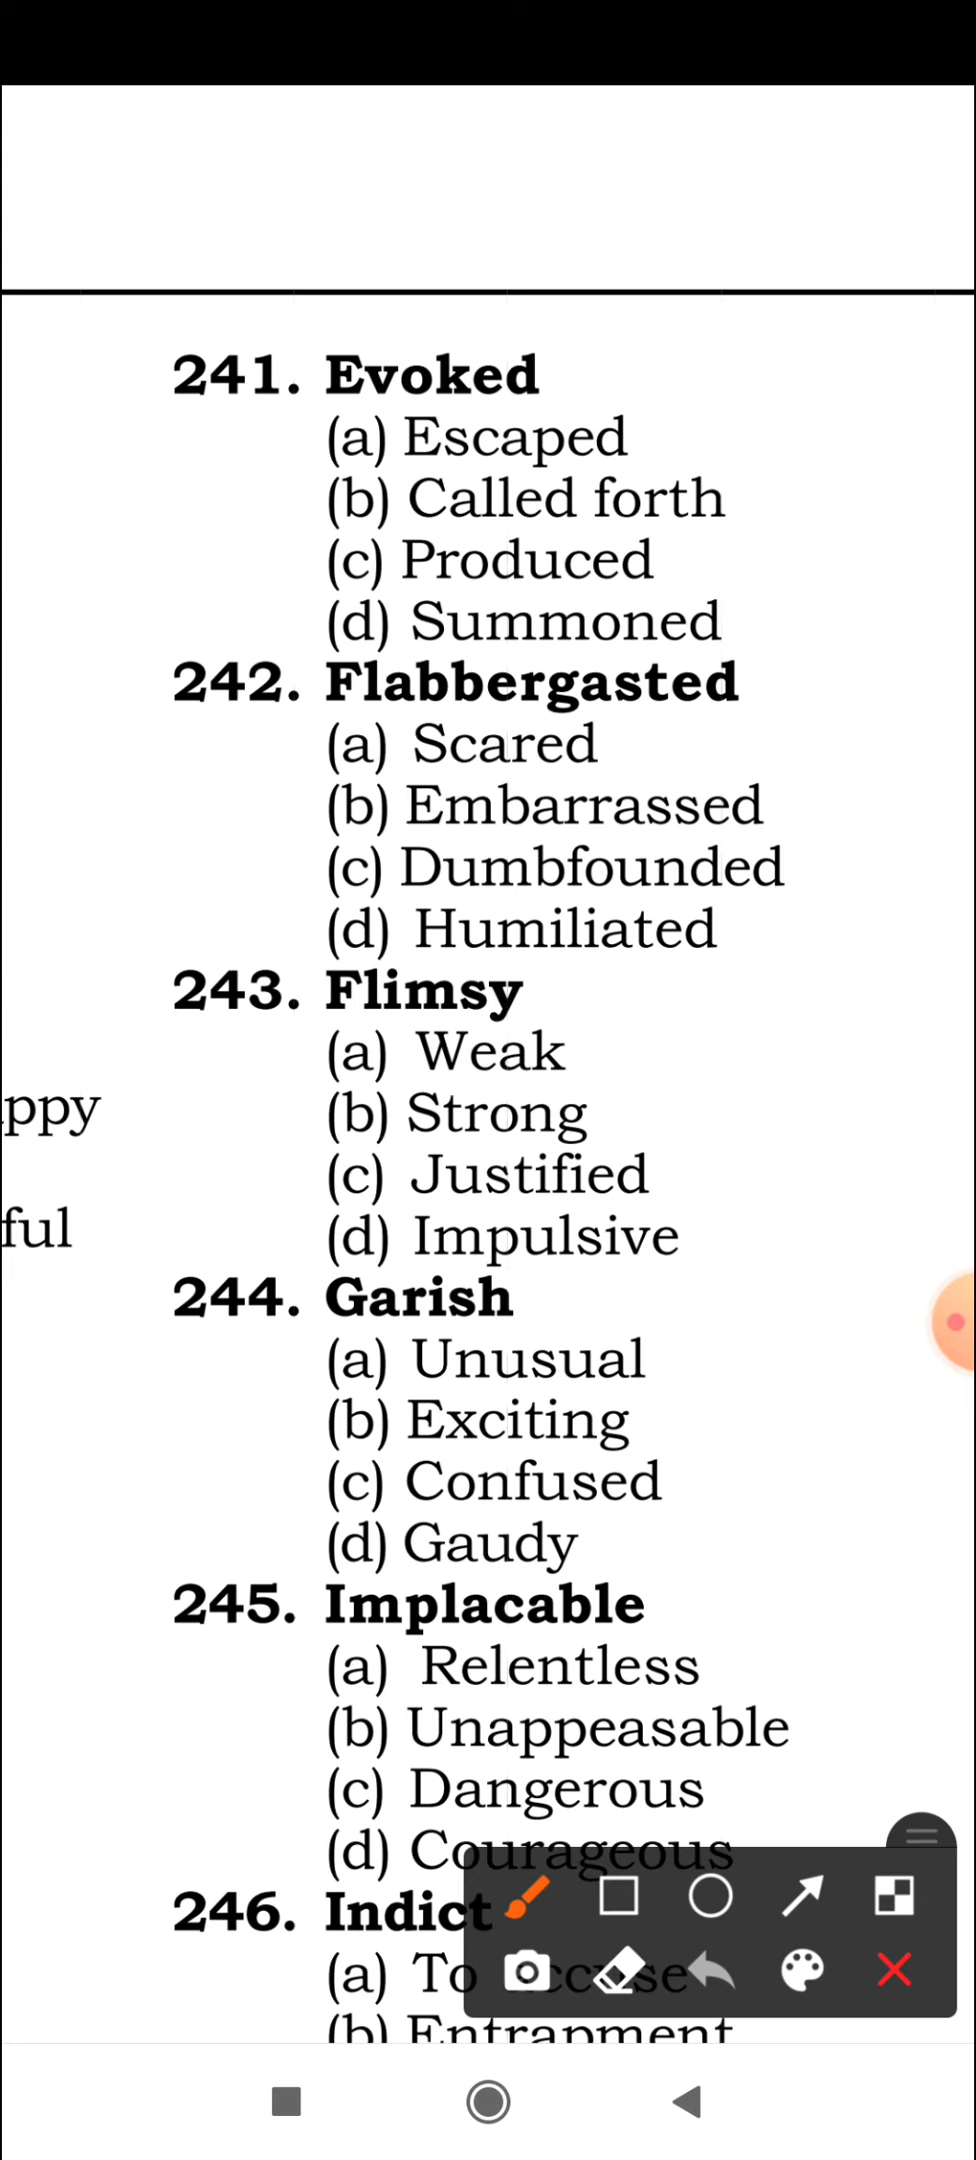 241. Evoked
(a) Escaped
(b) Called forth
(c) Produced
(d) Summoned
242. Flabbergasted
(a) Scared
(b) Embarrassed
(c) Dumbfounded
(d) Humiliated
243. Flimsy
(a) Weak
ppy
(b) Strong
(c) Justified
ful
(d) Impulsive
244. Garish
(a) Unusual
(b) Exciting
(c) Confused
(d) Gaudy
245. Implacable
(a) Relentless
(b) Unappeasable
(c) Dangerous
(d) Courageous
246. Indict
(a) To
(b) Entrapment